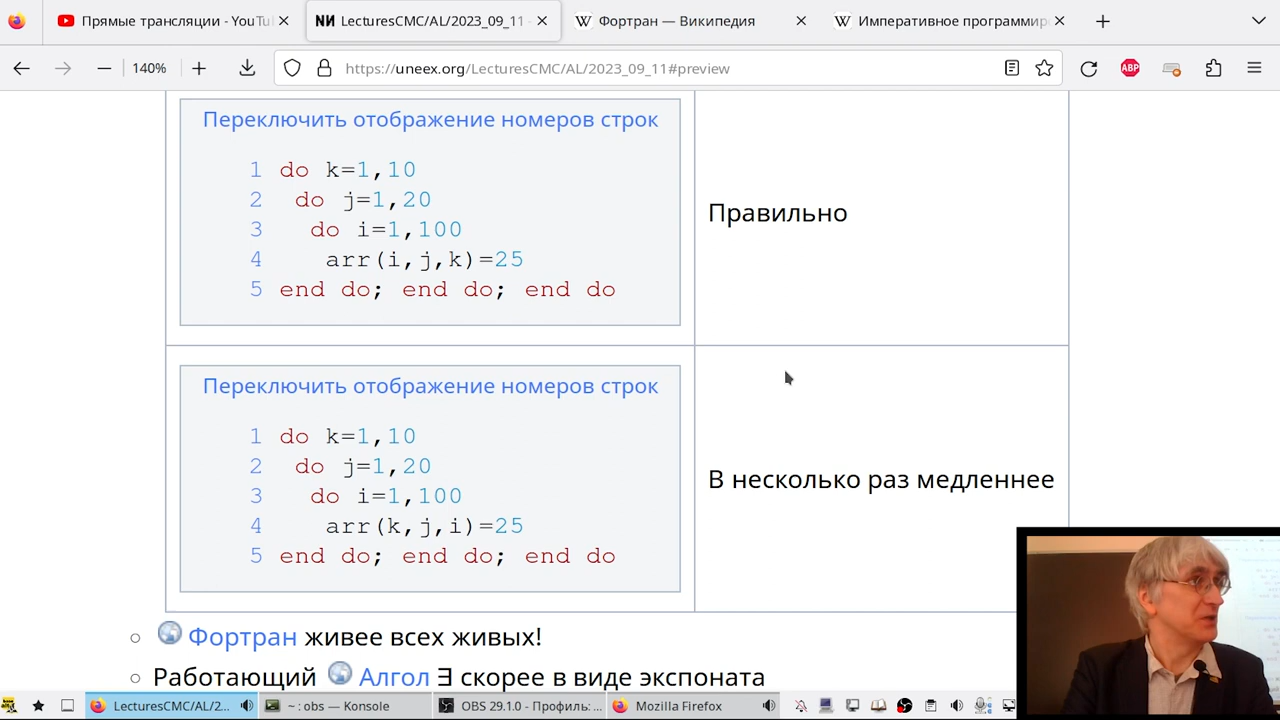 Прямые трансляции - YouTu
LecturesCMC/AL/2023_09_11 -
Фортран — Википедия
Императивное программир
140%
https://uneex.org/LecturesCMC/AL/2023_09_11#preview
ABP
Переключить отображение номеров строк
1 do k=1,10
2 do j=1,20
3 do i=1,100
4 arr(i,j,k)=25
5 end do; end do; end do
Правильно
Переключить отображение номеров строк
1 do k=1,10
2 do j=1,20
3 do i=1,100
4 arr(k,j,i)=25
5 end do; end do; end do
В несколько раз медленнее
Фортран живее всех живых!
Работающий Алгол Ǝ скорее в виде экспоната
LecturesCMC/AL/2...
~ : cvs — Konsole
OBS 29.1.0 - Профиль: ...
Mozilla Firefox